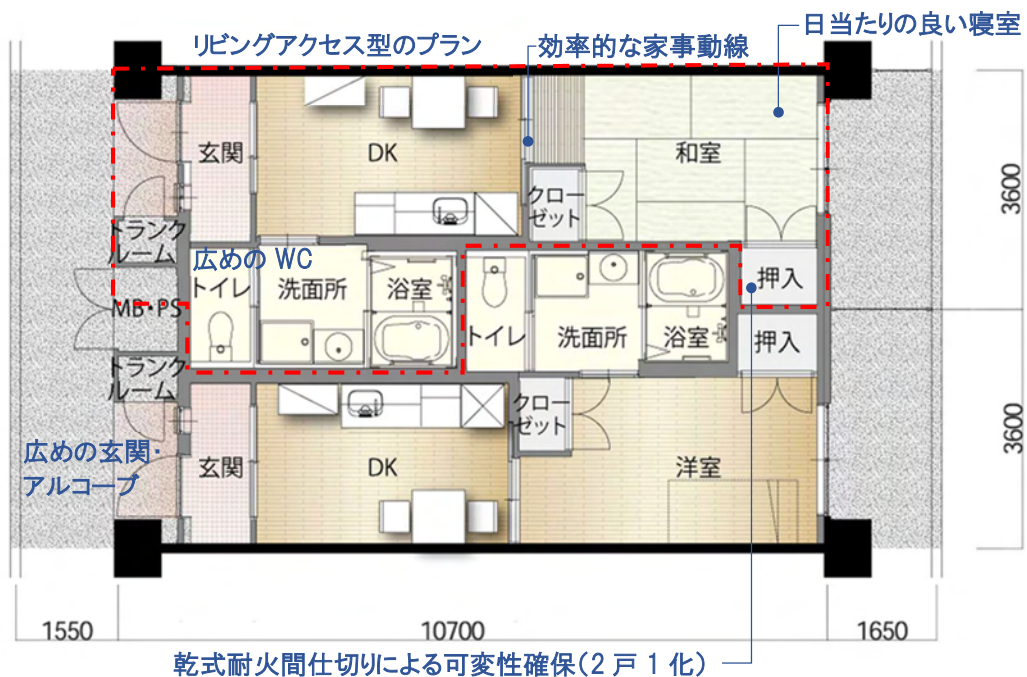 リビングアクセス型のプラン
効率的な家事動線
日当たりの良い寝室
玄関
DK
和室
クロー
ゼット
3600
トランク
ルーム
広めの WC
トイレ
洗面所
浴室
押入
MB・PS
トイレ
洗面所
浴室
押入
トランク
ルーム
クロー
ゼット
広めの玄関・
アルコーブ
玄関
DK
洋室
3600
1550
10700
1650
乾式耐火間仕切りによる可変性確保（2 戸 1 化）